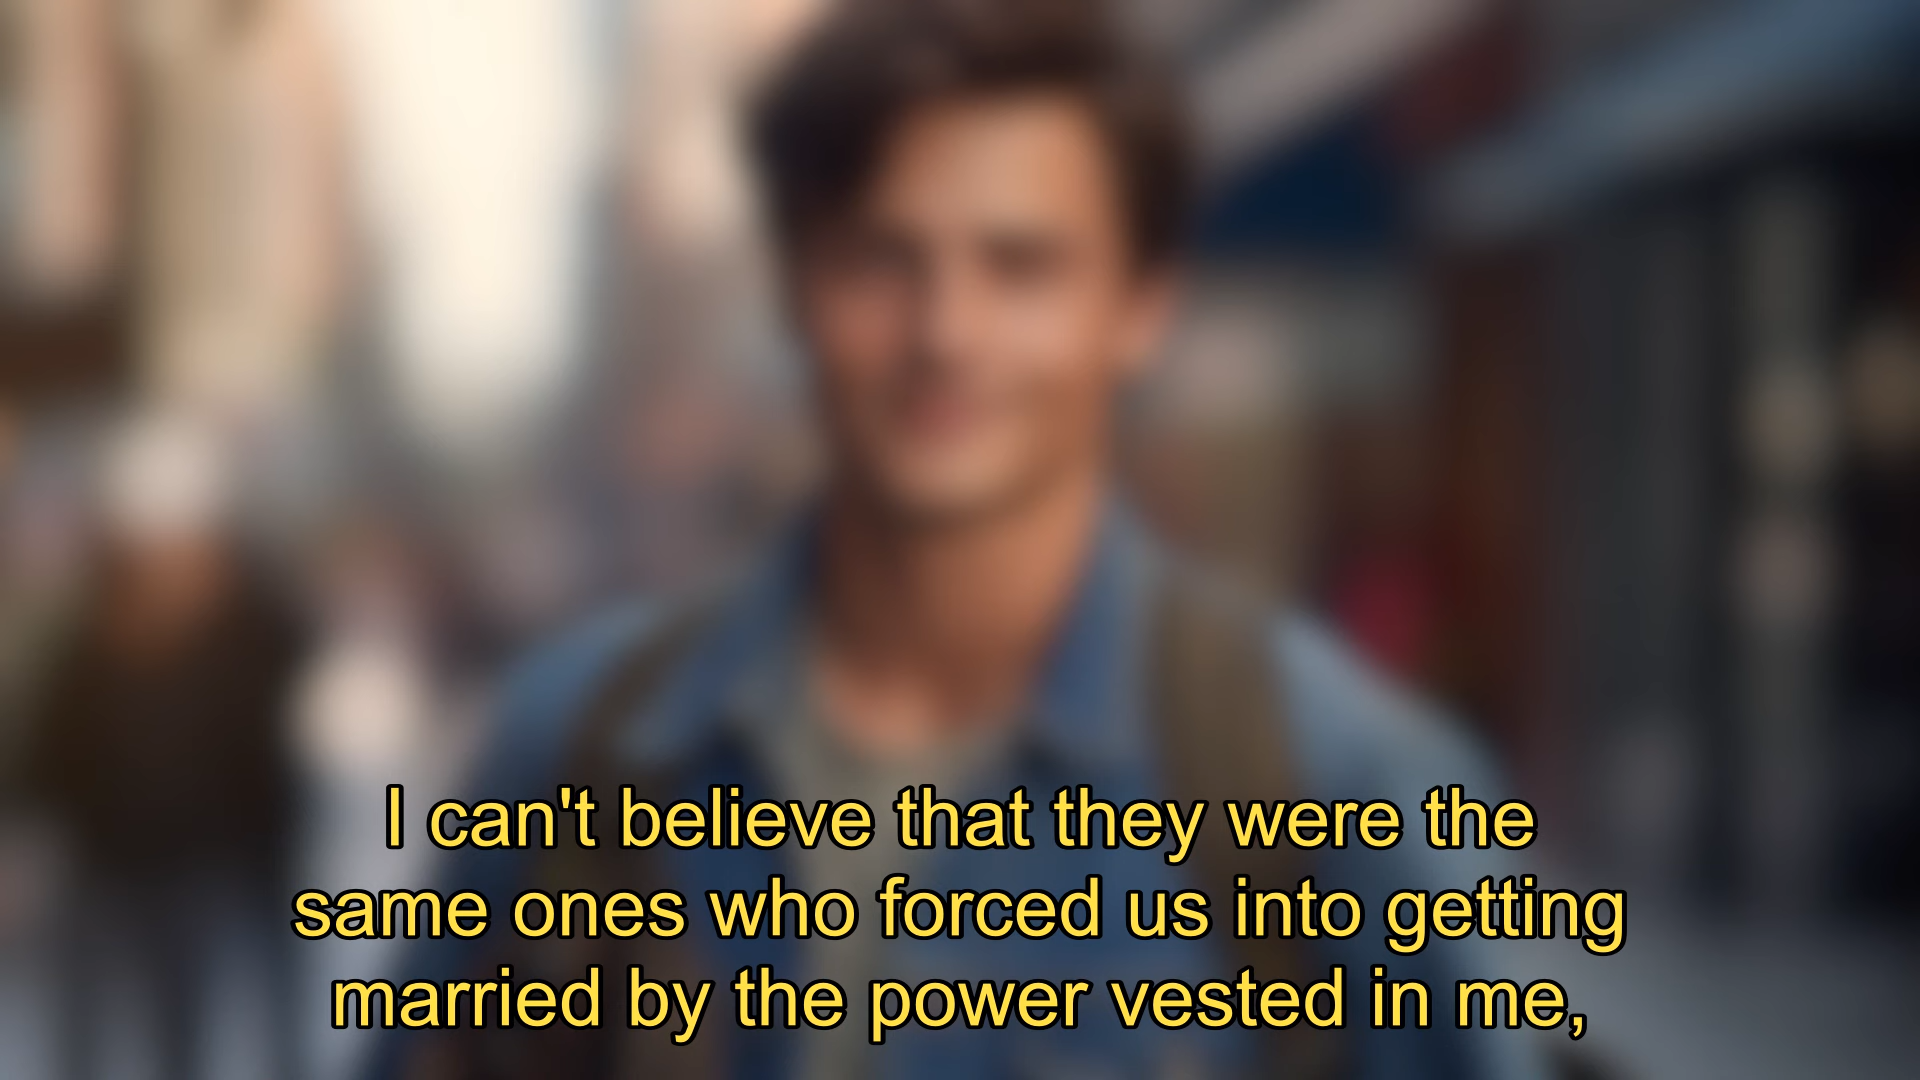 I can't believe that they were the
same ones who forced us into getting
married by the power vested in me,